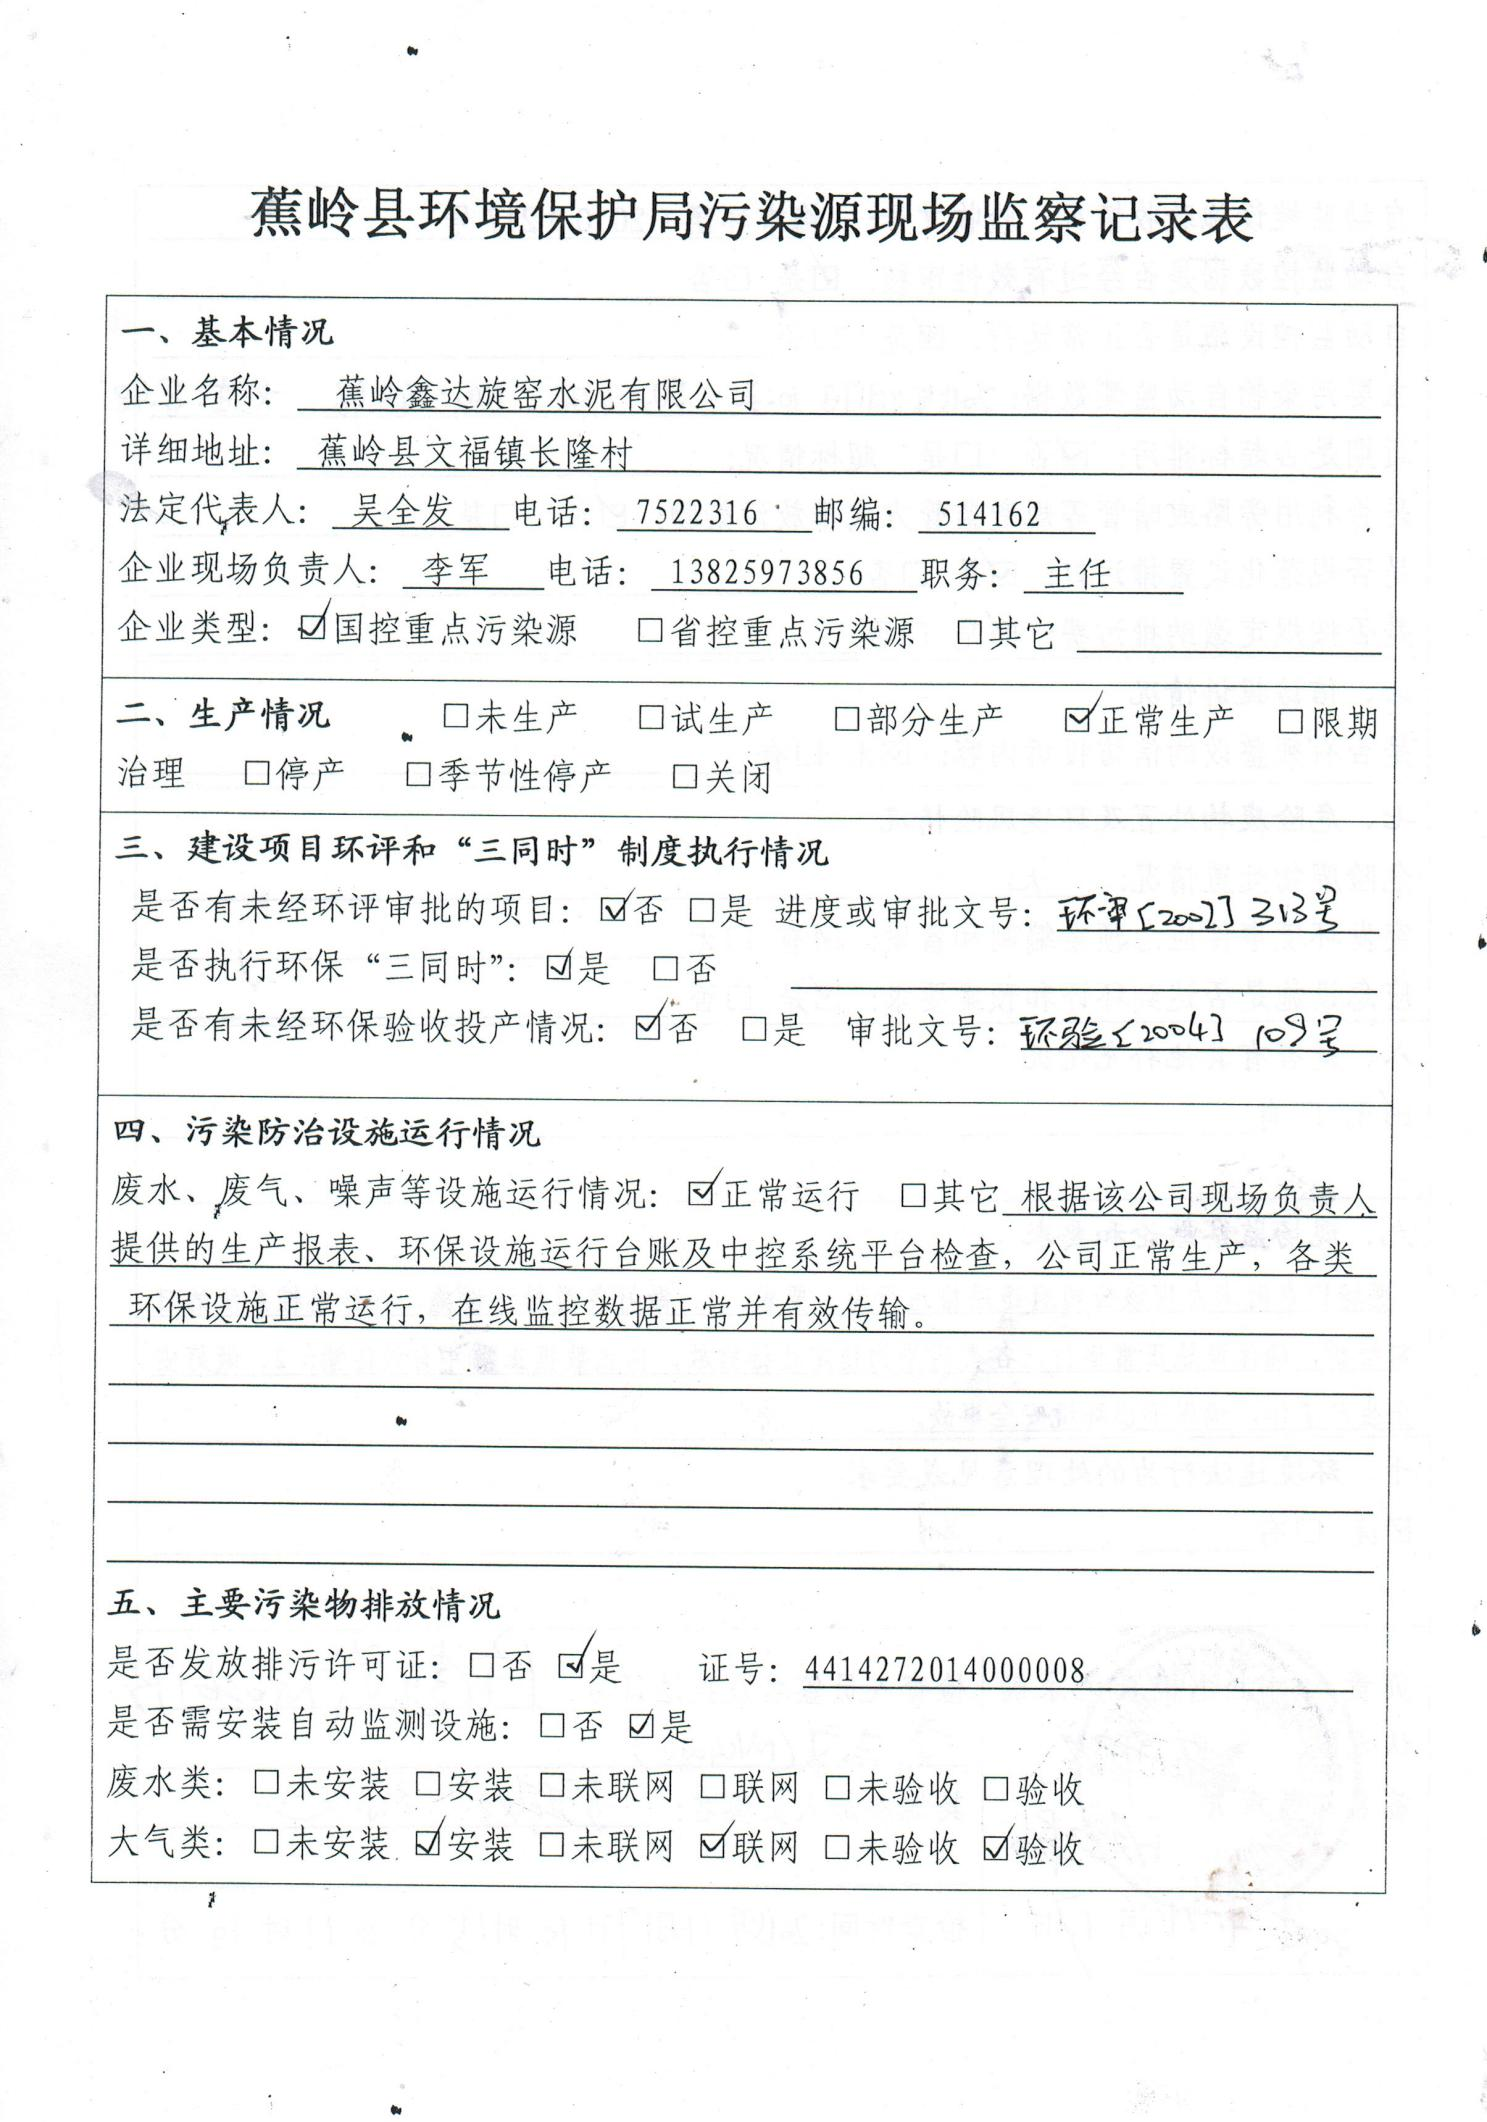 蕉岭县环境保护局污染源现场监察记录表
一、基本情况
企业名称： 蕉岭鑫达旋窑水泥有限公司
详细地址： 蕉岭县文福镇长隆村
法定代表人： 吴全发 电话： 7522316 邮编： 514162
企业现场负责人： 李军 电话： 13825973856 职务： 主任
企业类型： ☑国控重点污染源 □省控重点污染源 □其它
二、生产情况 □未生产 □试生产 □部分生产 ☑正常生产 □限期
治理 □停产 □季节性停产 □关闭
三、建设项目环评和“三同时”制度执行情况
是否有未经环评审批的项目： ☑否 □是 进度或审批文号： 环审[2002]313号
是否执行环保“三同时”： ☑是 □否
是否有未经环保验收投产情况： ☑否 □是 审批文号： 环验[2004] 109号
四、污染防治设施运行情况
废水、废气、噪声等设施运行情况： ☑正常运行 □其它 根据该公司现场负责人
提供的生产报表、环保设施运行台账及中控系统平台检查，公司正常生产，各类
环保设施正常运行，在线监控数据正常并有效传输。
五、主要污染物排放情况
是否发放排污许可证： □否 ☑是 证号： 4414272014000008
是否需安装自动监测设施： □否 ☑是
废水类： □未安装 □安装 □未联网 □联网 □未验收 □验收
大气类： □未安装 ☑安装 □未联网 ☑联网 □未验收 ☑验收